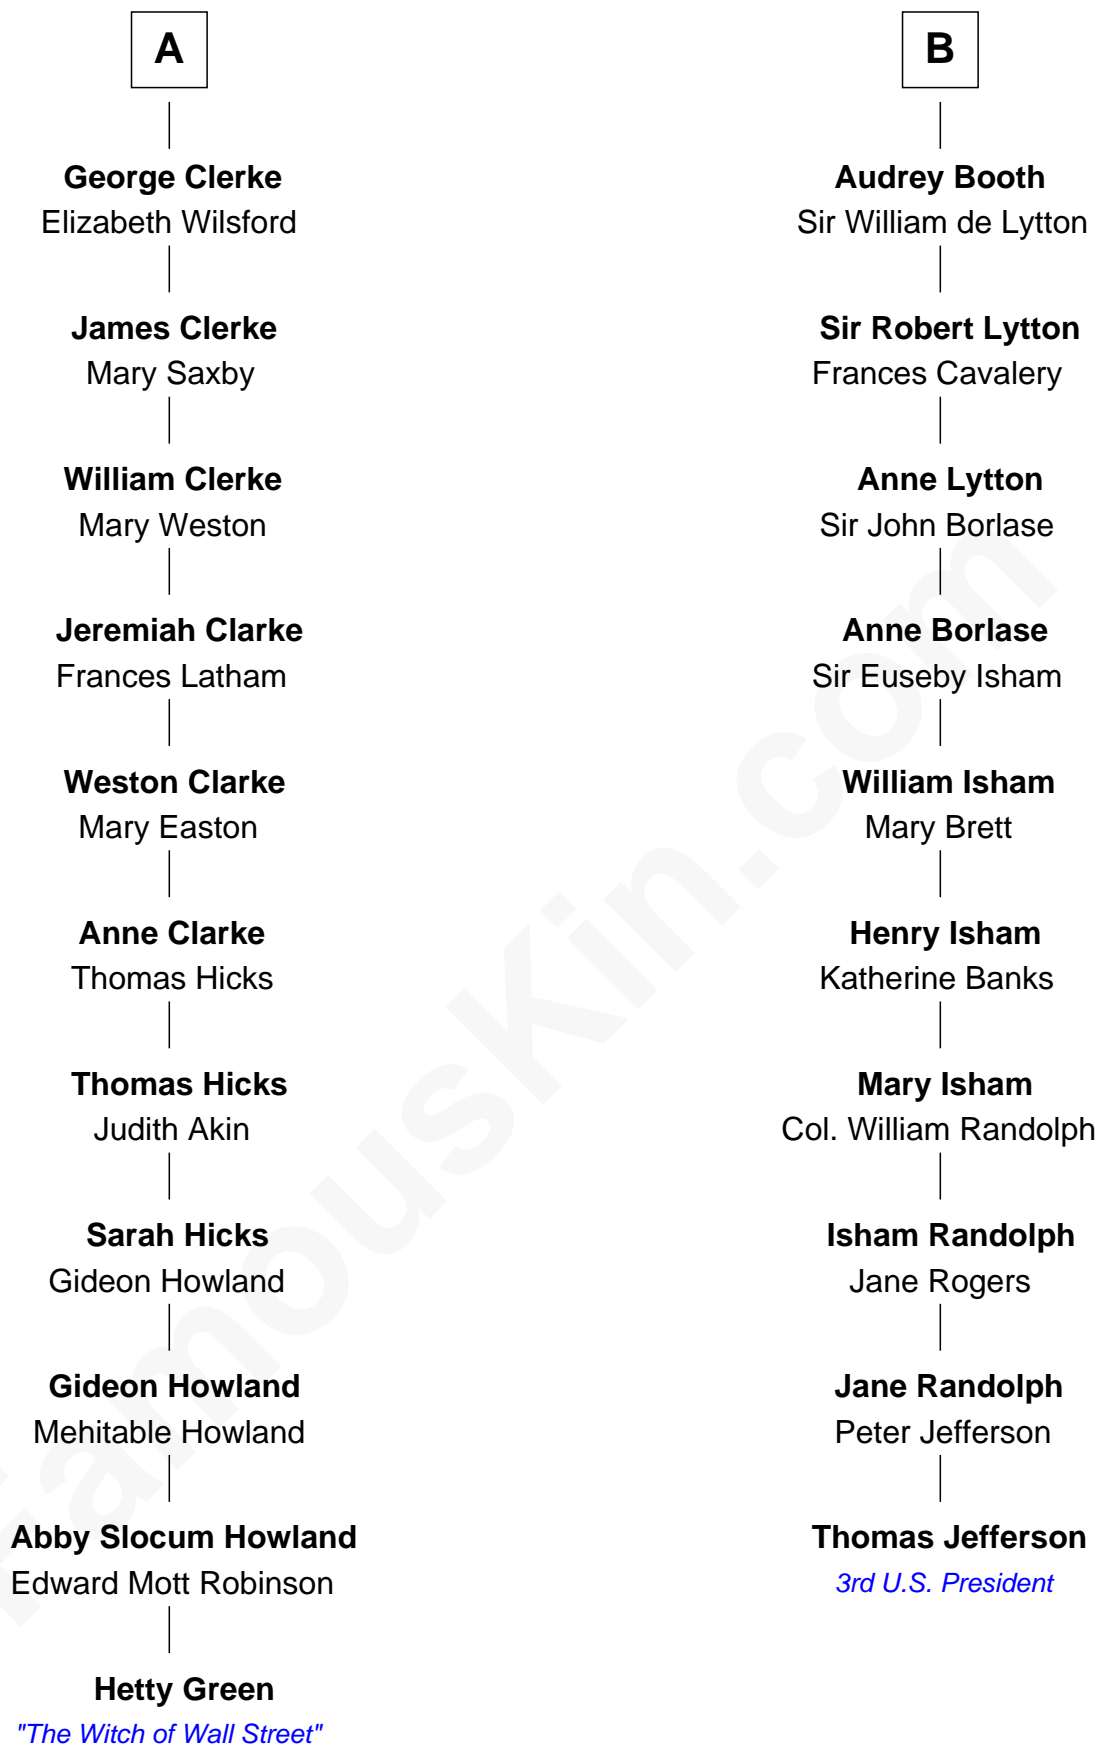 A
George Clerke
Elizabeth Wilsford
James Clerke
Mary Saxby
William Clerke
Mary Weston
Jeremiah Clarke
Frances Latham
Weston Clarke
Mary Easton
Anne Clarke
Thomas Hicks
Thomas Hicks
Judith Akin
Sarah Hicks
Gideon Howland
Gideon Howland
Mehitable Howland
Abby Slocum Howland
Edward Mott Robinson
Hetty Green
"The Witch of Wall Street"
B
Audrey Booth
Sir William de Lytton
Sir Robert Lytton
Frances Cavalery
Anne Lytton
Sir John Borlase
Anne Borlase
Sir Euseby Isham
William Isham
Mary Brett
Henry Isham
Katherine Banks
Mary Isham
Col. William Randolph
Isham Randolph
Jane Rogers
Jane Randolph
Peter Jefferson
Thomas Jefferson
3rd U.S. President
FamousKin.com